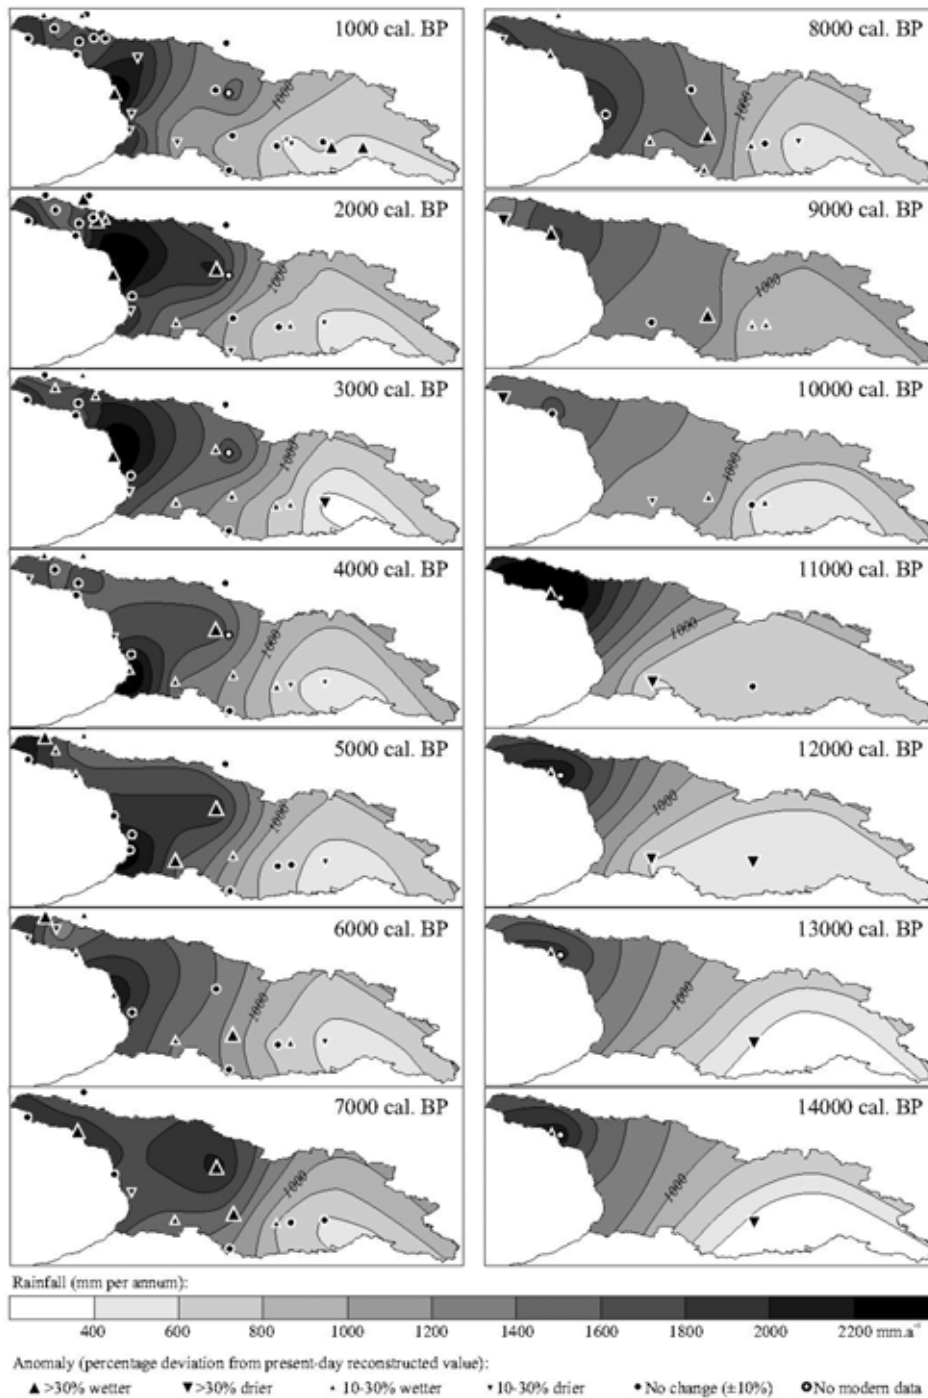 1000 cal. BP
1000
2000 cal. BP
1000
3000 cal. BP
1000
4000 cal. BP
1000
5000 cal. BP
1000
6000 cal. BP
1000
7000 cal. BP
1000
8000 cal. BP
1000
9000 cal. BP
1000
10000 cal. BP
1000
11000 cal. BP
1000
12000 cal. BP
1000
13000 cal. BP
1000
14000 cal. BP
1000
Rainfall (mm per annum):
400 600 800 1000 1200 1400 1600 1800 2000 2200 mm.a⁻¹
Anomaly (percentage deviation from present-day reconstructed value):
▲ >30% wetter ▼ >30% drier ▴ 10-30% wetter ▾ 10-30% drier ● No change (±10%) ✪ No modern data